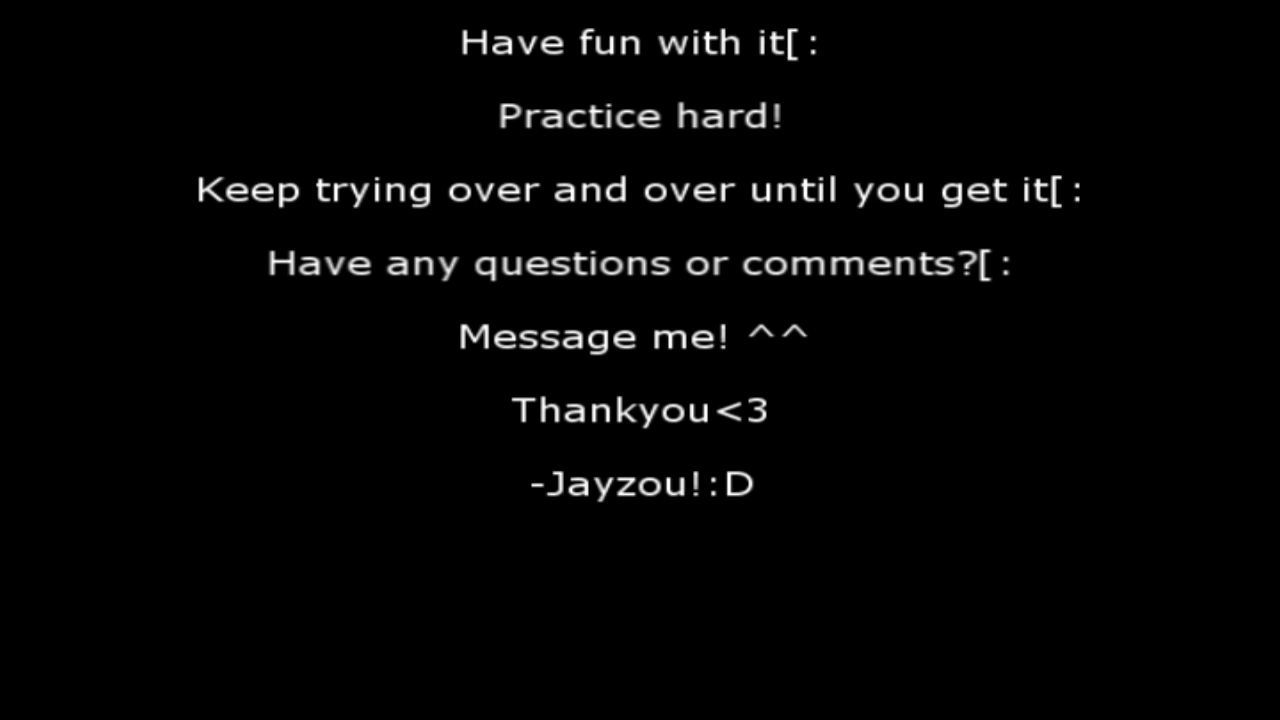 Have fun with it[ :
Practice hard!
Keep trying over and over until you get it[ :
Have any questions or comments?[ :
Message me! ^^
Thankyou<3
-Jayzou!:D